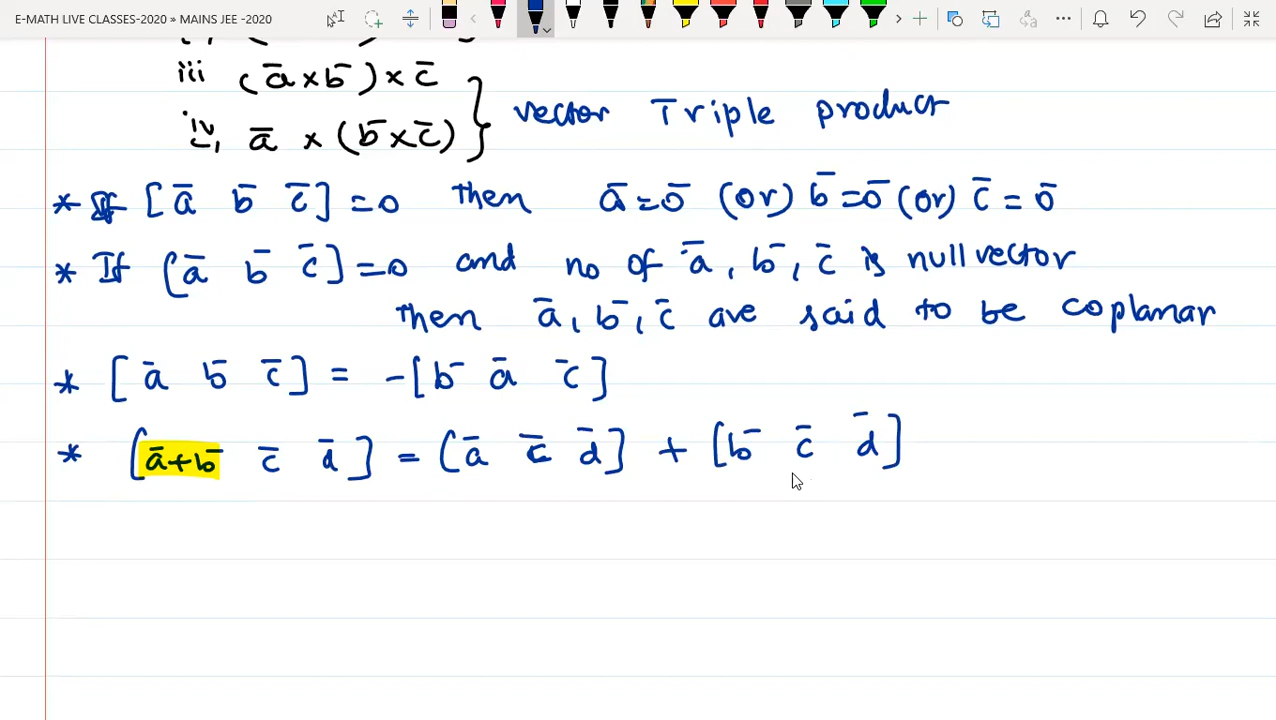 E-MATH LIVE CLASSES-2020 » MAINS JEE -2020
iii (a̅ x b̅ ) x c̅
iv, a̅ x (b̅ x c̅)
vector Triple product
* If [a̅ b̅ c̅] = 0 then a̅ = 0̅ (or) b̅ = 0̅ (or) c̅ = 0̅
* If [a̅ b̅ c̅] = 0 and no of a̅, b̅, c̅ is null vector
then a̅, b̅, c̅ are said to be coplanar
* [a̅ b̅ c̅] = -[b̅ a̅ c̅]
* [a̅+b̅ c̅ d̅] = [a̅ c̅ d̅] + [b̅ c̅ d̅]